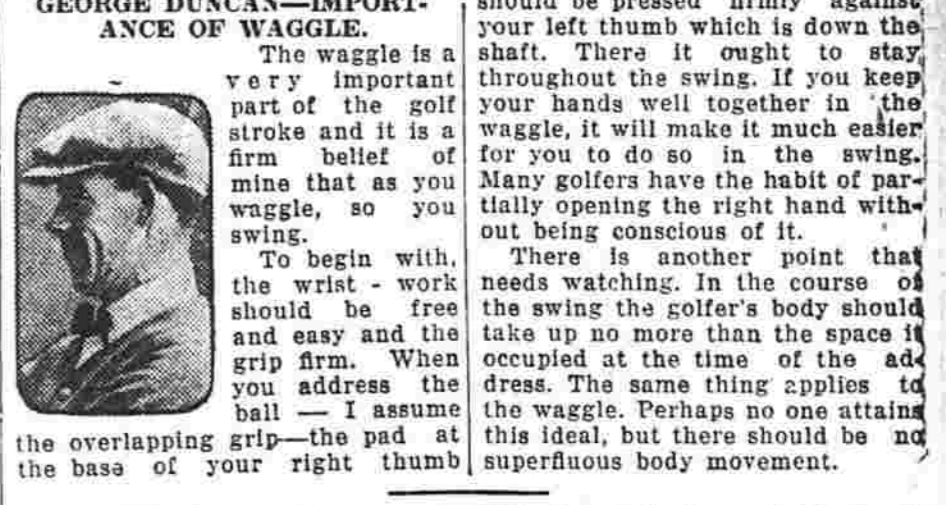 GEORGE DUNCAN—IMPORT-
ANCE OF WAGGLE.
The waggle is a
very important
part of the golf
stroke and it is a
firm belief of
mine that as you
waggle, so you
swing.
To begin with,
the wrist - work
should be free
and easy and the
grip firm. When
you address the
ball — I assume
the overlapping grip—the pad at
the base of your right thumb
should be pressed firmly against
your left thumb which is down the
shaft. There it ought to stay
throughout the swing. If you keep
your hands well together in the
waggle, it will make it much easier
for you to do so in the swing.
Many golfers have the habit of par-
tially opening the right hand with-
out being conscious of it.
There is another point that
needs watching. In the course of
the swing the golfer's body should
take up no more than the space it
occupied at the time of the ad-
dress. The same thing applies to
the waggle. Perhaps no one attains
this ideal, but there should be no
superfluous body movement.